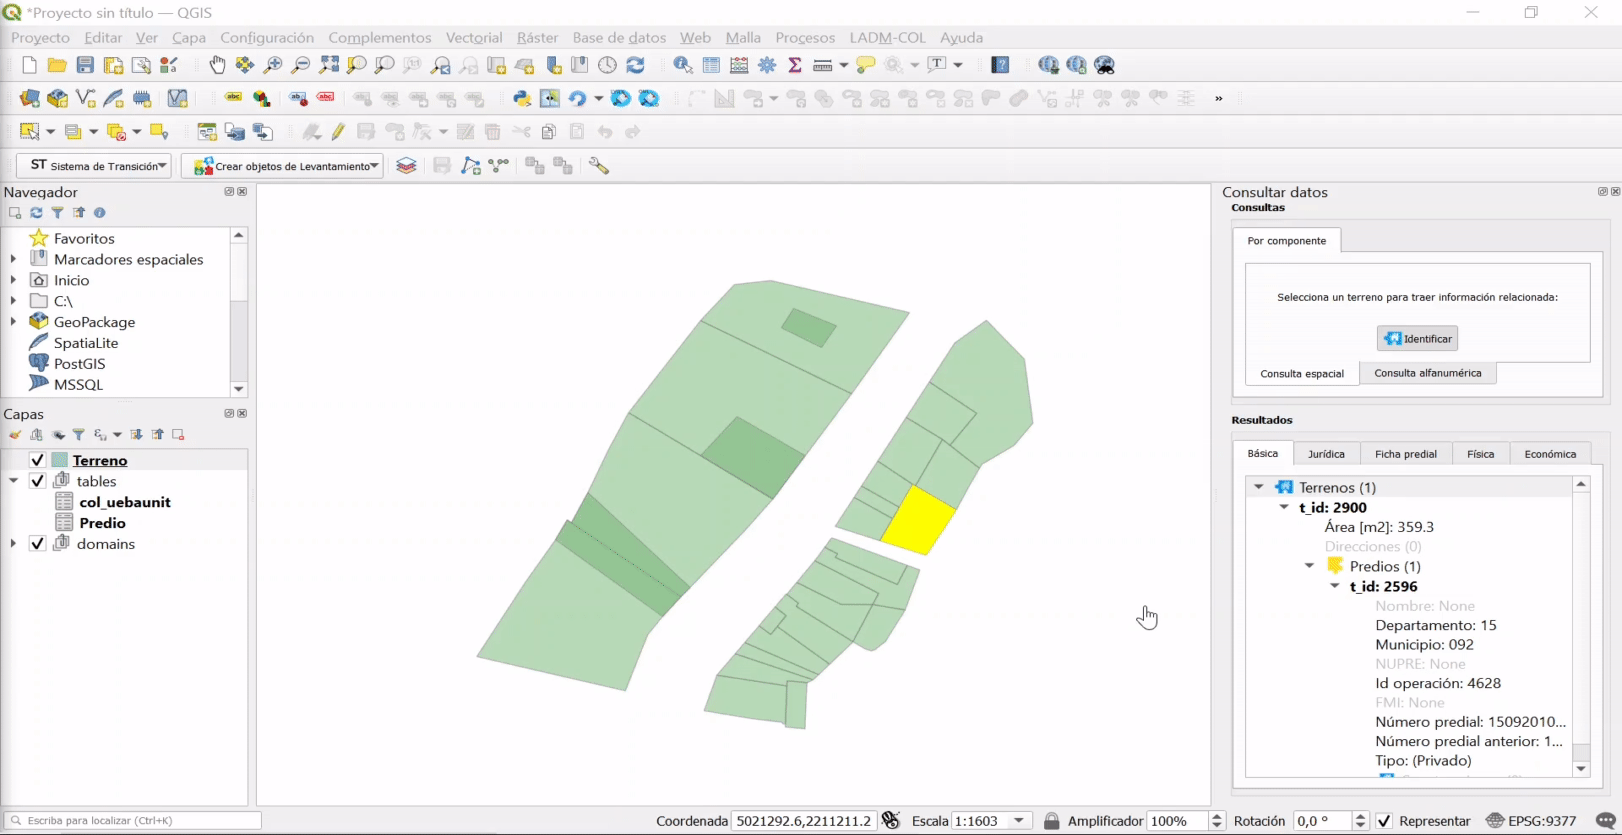 *Proyecto sin título — QGIS
Proyecto Editar Ver Capa Configuración Complementos Vectorial Ráster Base de datos Web Malla Procesos LADM-COL Ayuda
abc abc abc
»
ST Sistema de Transición Crear objetos de Levantamiento
Navegador
Favoritos
Marcadores espaciales
Inicio
C:\
GeoPackage
SpatiaLite
PostGIS
MSSQL
Capas
Terreno
tables
col_uebaunit
Predio
domains
Consultar datos
Consultas
Por componente
Selecciona un terreno para traer información relacionada:
Identificar
Consulta espacial Consulta alfanumérica
Resultados
Básica Jurídica Ficha predial Física Económica
Terrenos (1)
t_id: 2900
Área [m2]: 359.3
Direcciones (0)
Predios (1)
t_id: 2596
Nombre: None
Departamento: 15
Municipio: 092
NUPRE: None
Id operación: 4628
FMI: None
Número predial: 15092010...
Número predial anterior: 1...
Tipo: (Privado)
Escriba para localizar (Ctrl+K) Coordenada 5021292.6,2211211.2 Escala 1:1603 Amplificador 100% Rotación 0,0 ° Representar EPSG:9377